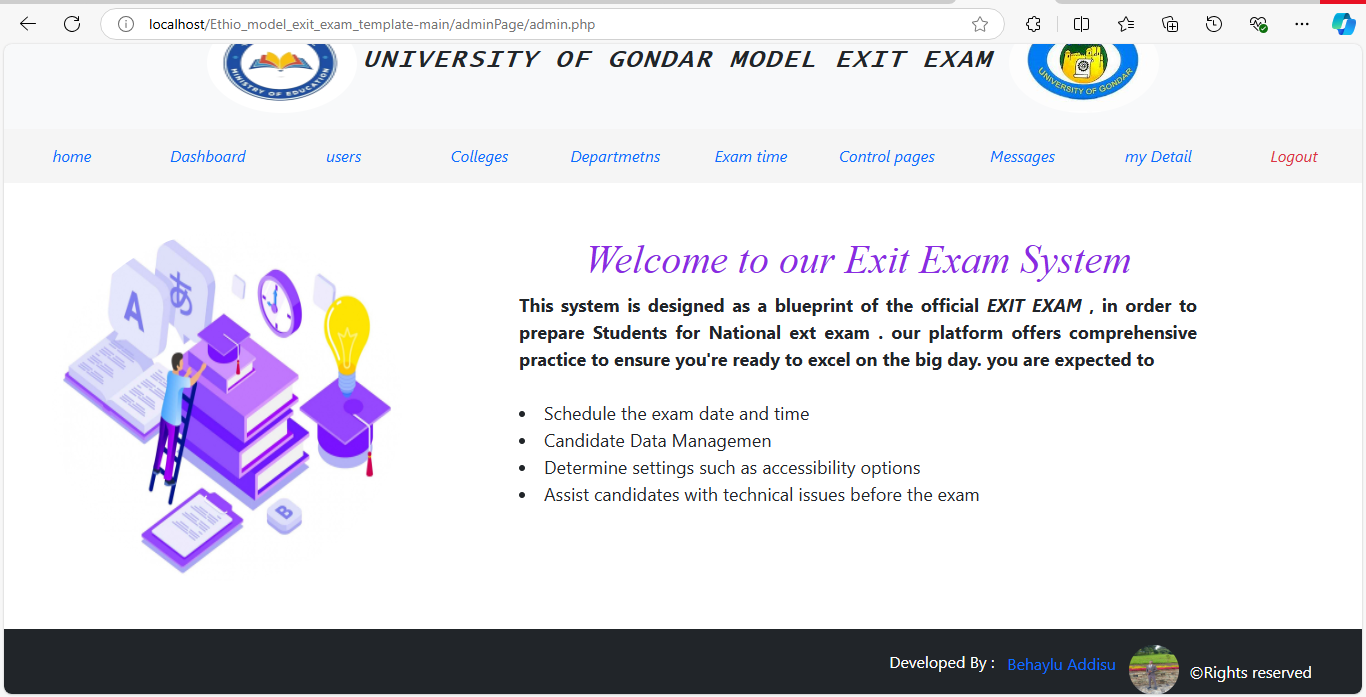 localhost/Ethio_model_exit_exam_template-main/adminPage/admin.php
MINISTRY OF EDUCATION
UNIVERSITY OF GONDAR MODEL EXIT EXAM
UNIVERSITY OF GONDAR
home Dashboard users Colleges Departmetns Exam time Control pages Messages my Detail Logout
A あ
B
Welcome to our Exit Exam System
This system is designed as a blueprint of the official EXIT EXAM , in order to
prepare Students for National ext exam . our platform offers comprehensive
practice to ensure you're ready to excel on the big day. you are expected to
• Schedule the exam date and time
• Candidate Data Managemen
• Determine settings such as accessibility options
• Assist candidates with technical issues before the exam
Developed By : Behaylu Addisu ©Rights reserved